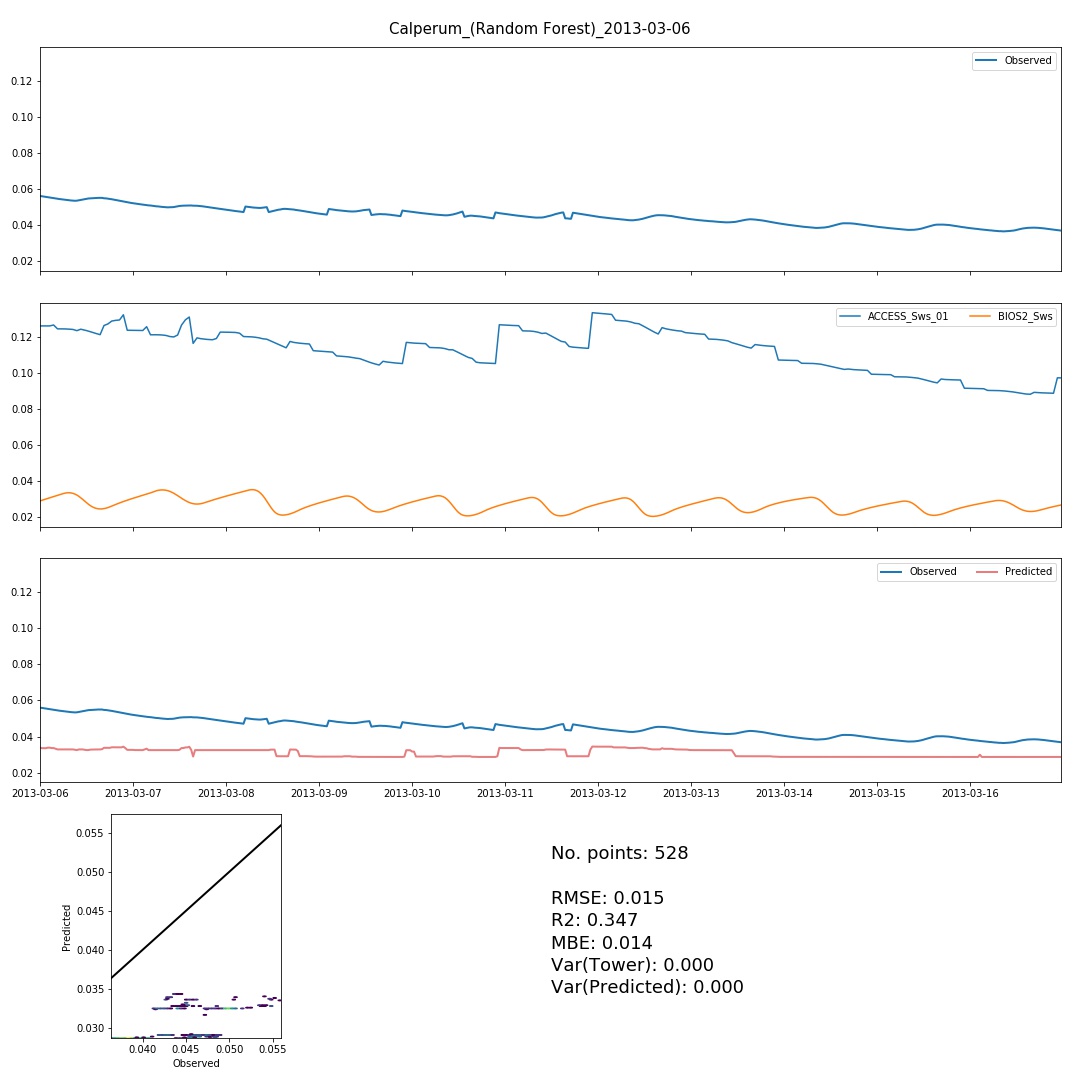 Calperum_(Random Forest)_2013-03-06
Observed
0.12
0.10
0.08
0.06
0.04
0.02
ACCESS_Sws_01 BIOS2_Sws
0.12
0.10
0.08
0.06
0.04
0.02
Observed Predicted
0.12
0.10
0.08
0.06
0.04
0.02
2013-03-06 2013-03-07 2013-03-08 2013-03-09 2013-03-10 2013-03-11 2013-03-12 2013-03-13 2013-03-14 2013-03-15 2013-03-16
0.055
0.050
0.045
0.040
0.035
0.030
Predicted
0.040 0.045 0.050 0.055
Observed
No. points: 528
RMSE: 0.015
R2: 0.347
MBE: 0.014
Var(Tower): 0.000
Var(Predicted): 0.000